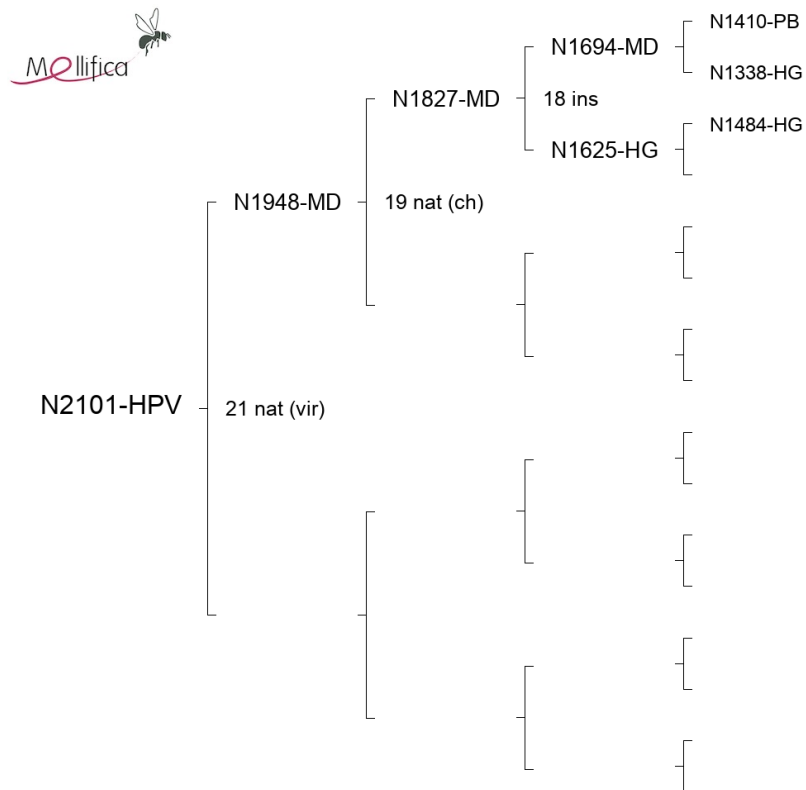 Mellifica
N1410-PB
N1694-MD
N1338-HG
N1827-MD
18 ins
N1484-HG
N1625-HG
N1948-MD
19 nat (ch)
N2101-HPV
21 nat (vir)